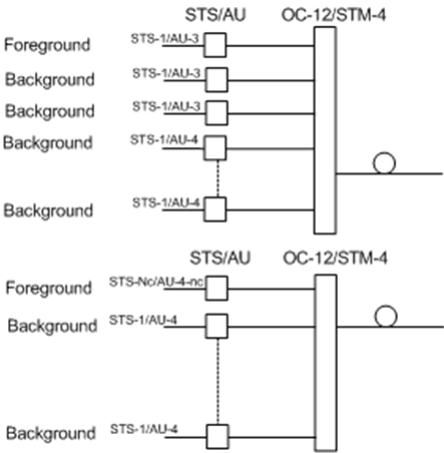 STS/AU OC-12/STM-4
Foreground STS-1/AU-3
Background STS-1/AU-3
Background STS-1/AU-3
Background STS-1/AU-4
Background STS-1/AU-4
STS/AU OC-12/STM-4
Foreground STS-Nc/AU-4-nc
Background STS-1/AU-4
Background STS-1/AU-4